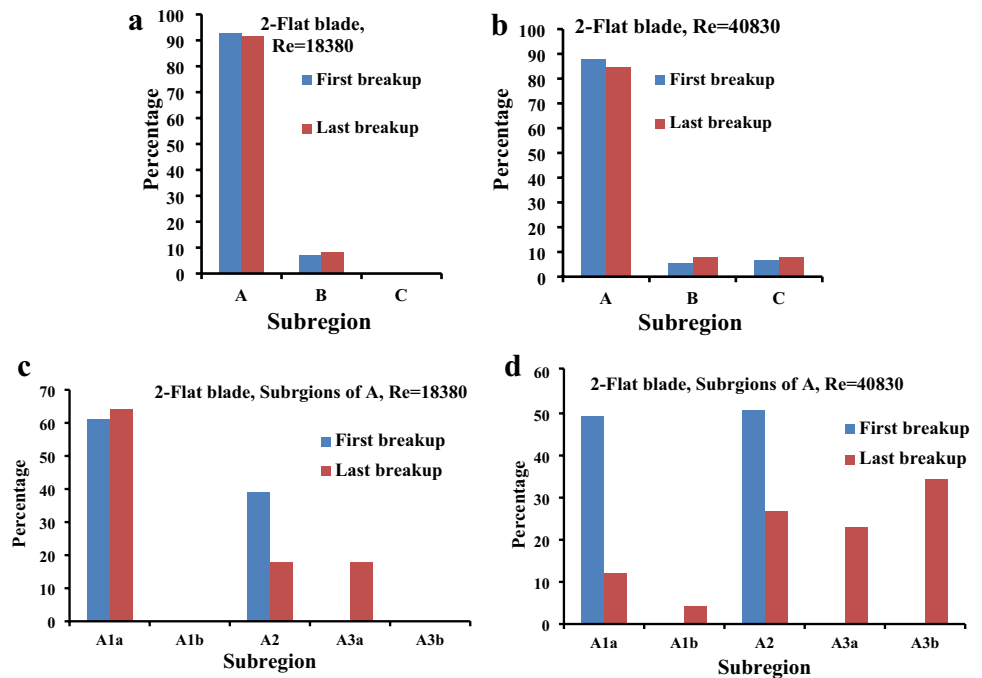 a
2-Flat blade,
Re=18380
First breakup
Last breakup
100
90
80
70
60
50
40
30
20
10
0
Percentage
A B C
Subregion
b
2-Flat blade, Re=40830
First breakup
Last breakup
100
90
80
70
60
50
40
30
20
10
0
Percentage
A B C
Subregion
c
2-Flat blade, Subrgions of A, Re=18380
First breakup
Last breakup
70
60
50
40
30
20
10
0
Percentage
A1a A1b A2 A3a A3b
Subregion
d
2-Flat blade, Subrgions of A, Re=40830
First breakup
Last breakup
60
50
40
30
20
10
0
Percentage
A1a A1b A2 A3a A3b
Subregion